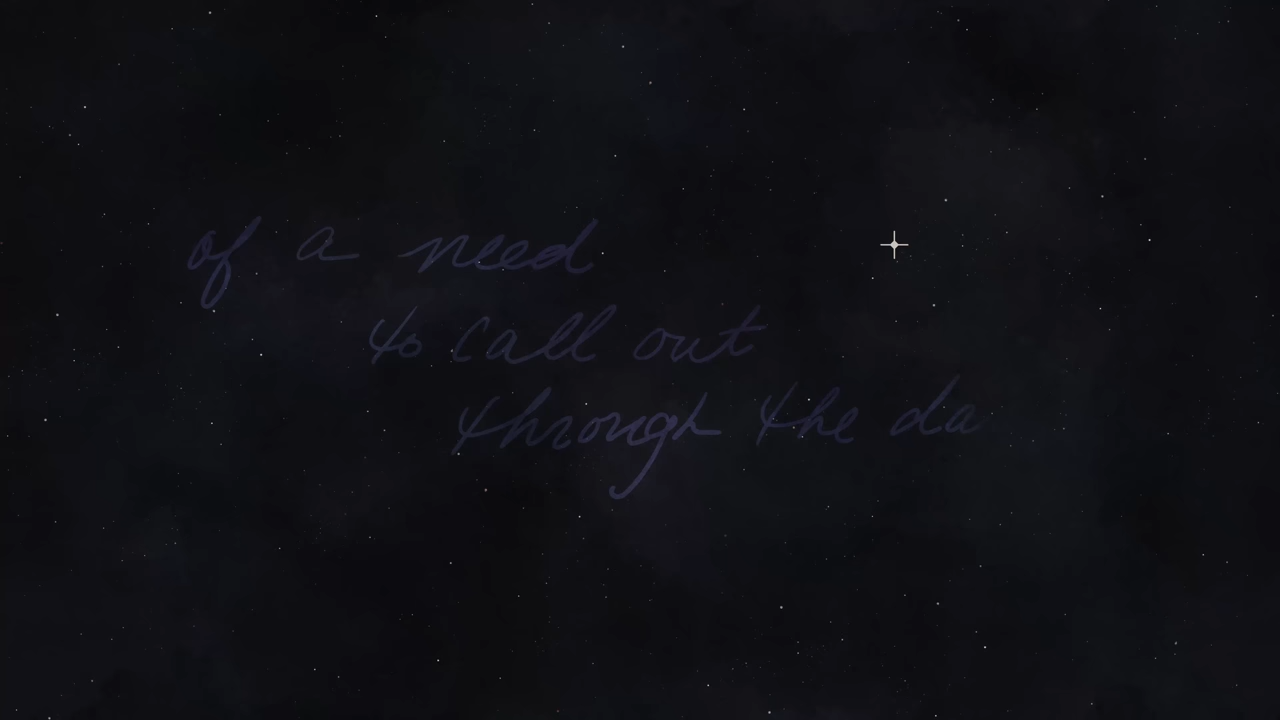 of a need
to call out
through the da